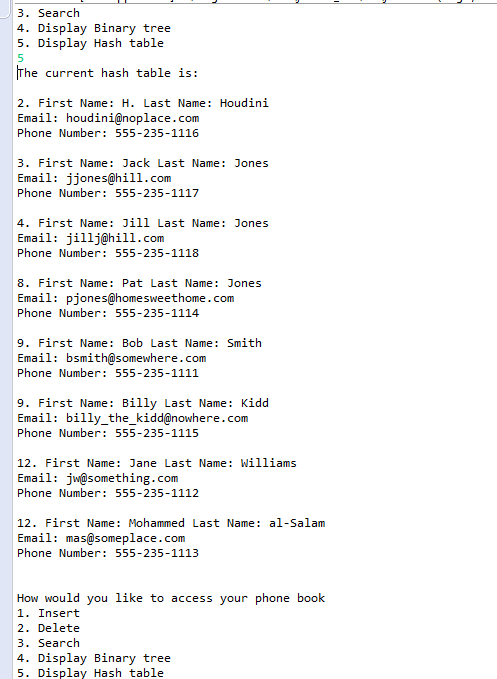 3. Search
4. Display Binary tree
5. Display Hash table
5
The current hash table is:
2. First Name: H. Last Name: Houdini
Email: houdini@noplace.com
Phone Number: 555-235-1116
3. First Name: Jack Last Name: Jones
Email: jjones@hill.com
Phone Number: 555-235-1117
4. First Name: Jill Last Name: Jones
Email: jillj@hill.com
Phone Number: 555-235-1118
8. First Name: Pat Last Name: Jones
Email: pjones@homesweethome.com
Phone Number: 555-235-1114
9. First Name: Bob Last Name: Smith
Email: bsmith@somewhere.com
Phone Number: 555-235-1111
9. First Name: Billy Last Name: Kidd
Email: billy_the_kidd@nowhere.com
Phone Number: 555-235-1115
12. First Name: Jane Last Name: Williams
Email: jw@something.com
Phone Number: 555-235-1112
12. First Name: Mohammed Last Name: al-Salam
Email: mas@someplace.com
Phone Number: 555-235-1113
How would you like to access your phone book
1. Insert
2. Delete
3. Search
4. Display Binary tree
5. Display Hash table